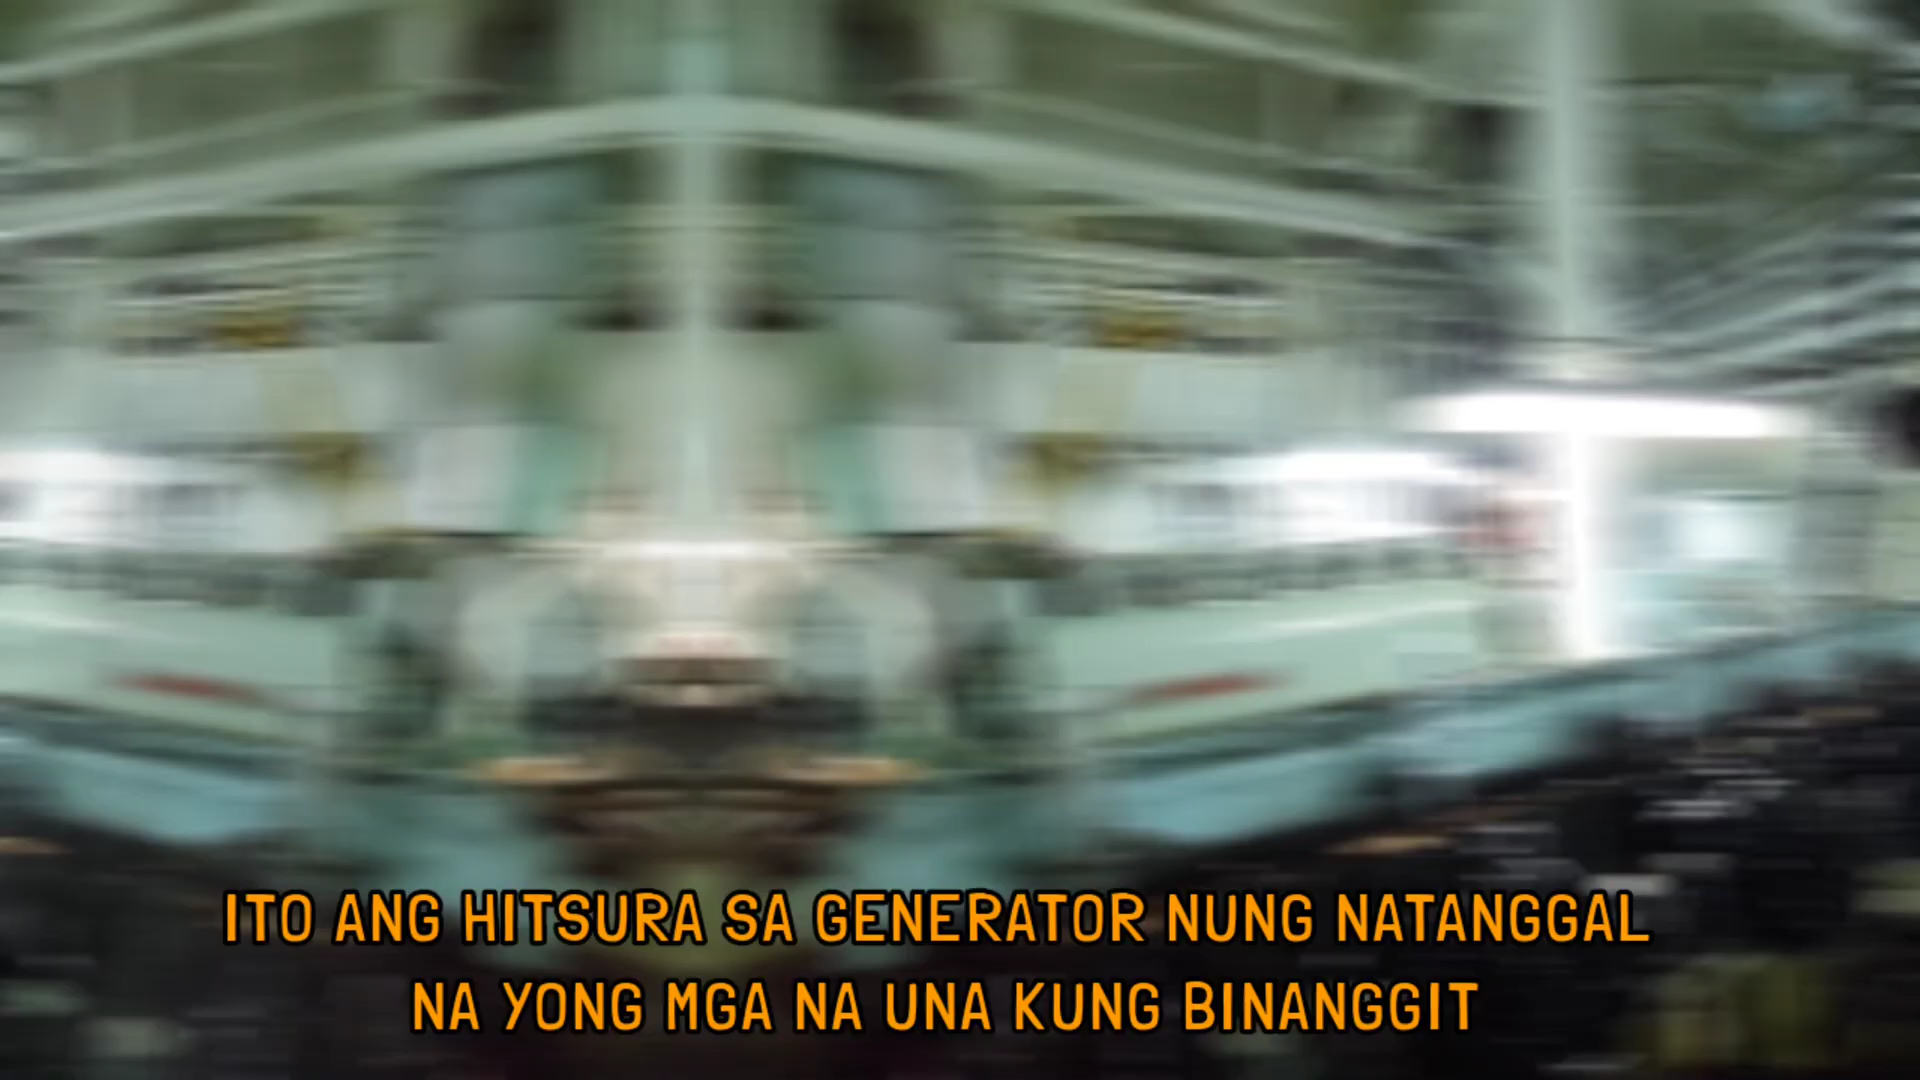 ITO ANG HITSURA SA GENERATOR NUNG NATANGGAL
NA YONG MGA NA UNA KUNG BINANGGIT